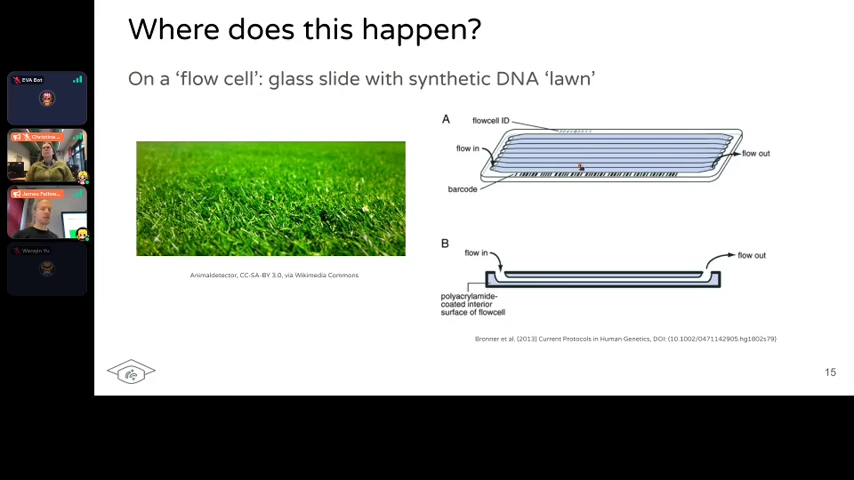 Where does this happen?
On a ‘flow cell’: glass slide with synthetic DNA ‘lawn’
EVA Bot
Christina ...
James Fellow...
Wenqin Yu
Animaldetector, CC-SA-BY 3.0, via Wikimedia Commons
A
flowcell ID
flow in
flow out
barcode
B
flow in
flow out
polyacrylamide-
coated interior
surface of flowcell
Bronner et al. (2013) Current Protocols in Human Genetics, DOI: (10.1002/0471142905.hg1802s79)
15